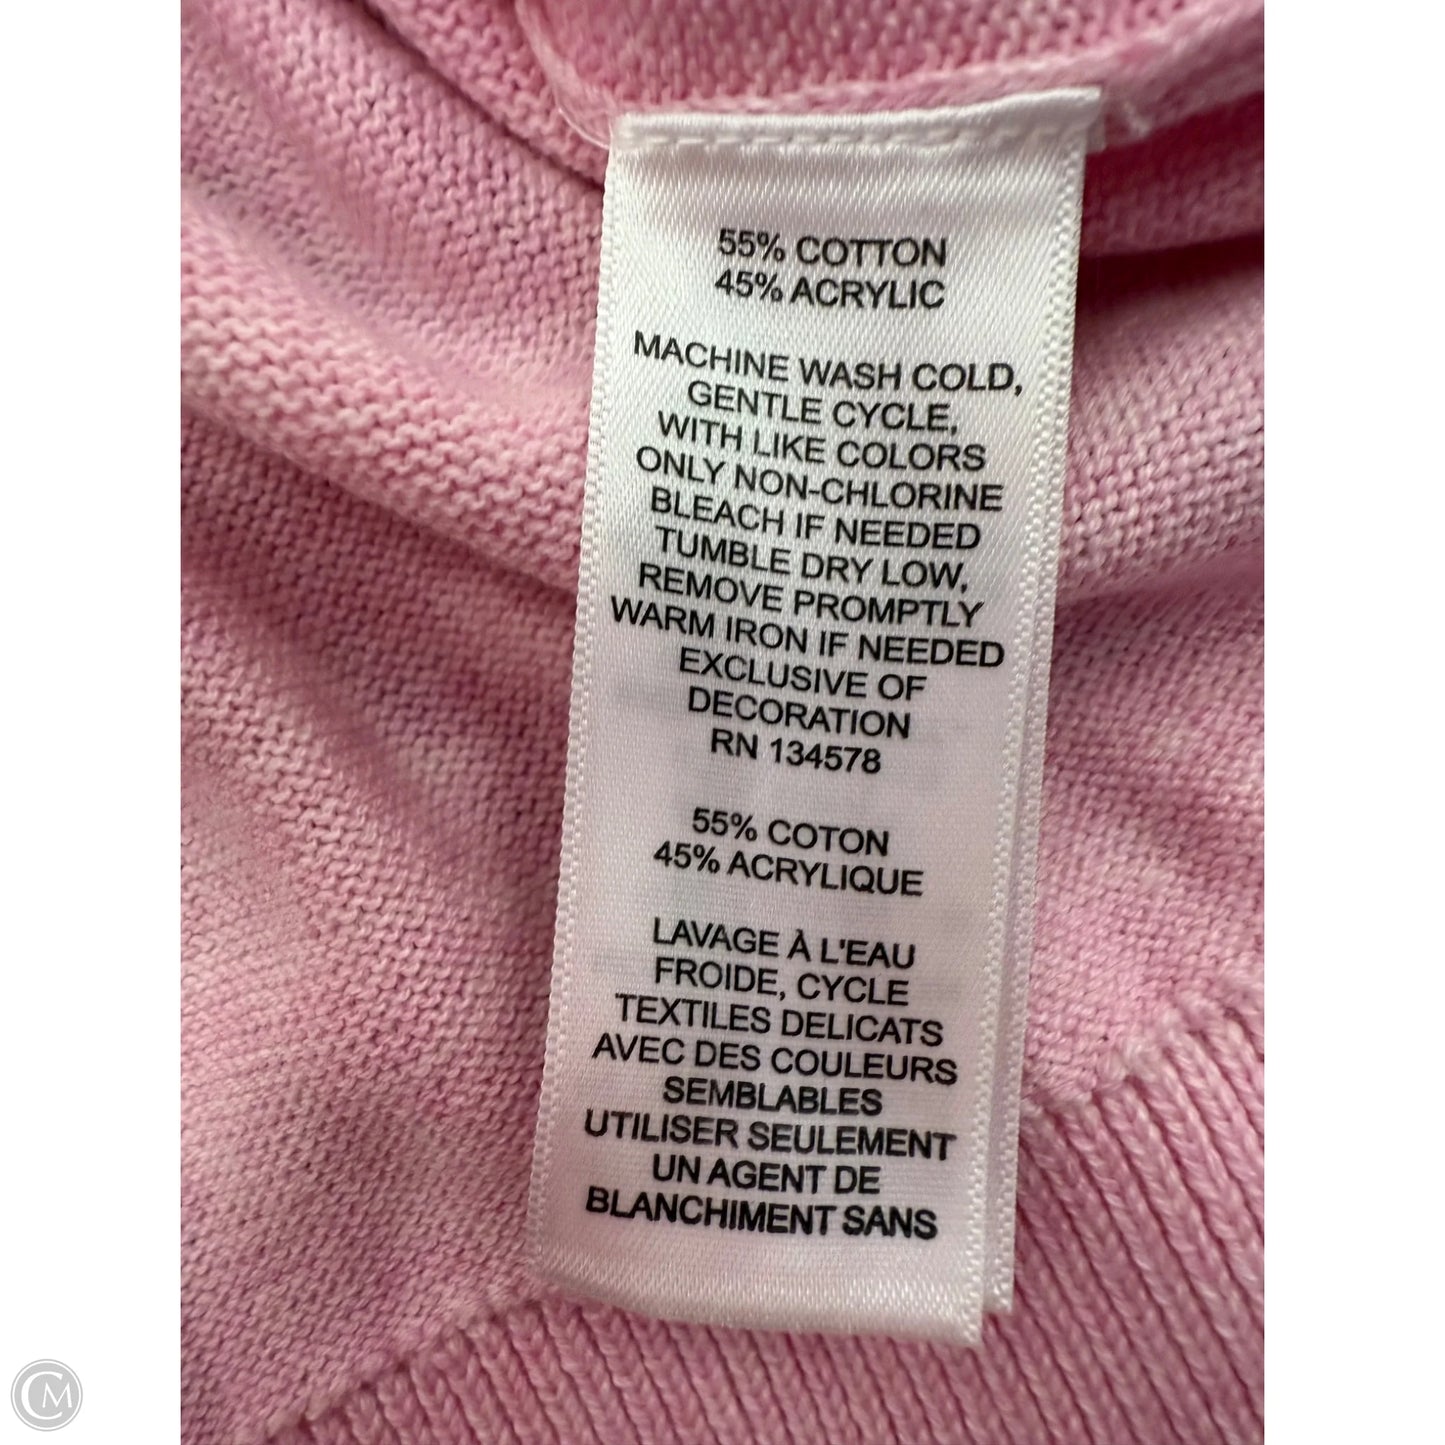 55% COTTON
45% ACRYLIC
MACHINE WASH COLD,
GENTLE CYCLE,
WITH LIKE COLORS
ONLY NON-CHLORINE
BLEACH IF NEEDED
TUMBLE DRY LOW,
REMOVE PROMPTLY
WARM IRON IF NEEDED
EXCLUSIVE OF
DECORATION
RN 134578
55% COTON
45% ACRYLIQUE
LAVAGE À L'EAU
FROIDE, CYCLE
TEXTILES DELICATS
AVEC DES COULEURS
SEMBLABLES
UTILISER SEULEMENT
UN AGENT DE
BLANCHIMENT SANS
CM